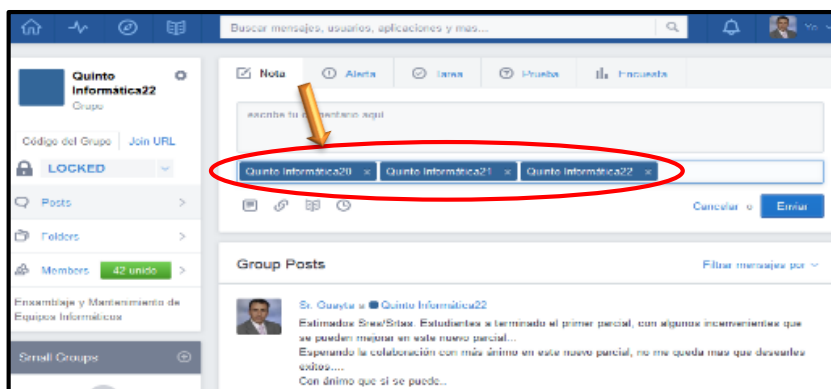 Buscar mensajes, usuarios, aplicaciones y mas...
Yo
Quinto
Informática22
Grupo
Código del Grupo Join URL
LOCKED
Posts
Folders
Members 42 unido
Ensamblaje y Mantenimiento de
Equipos Informáticos
Small Groups
Nota Alerta Tarea Prueba Encuesta
escribe tu comentario aquí
Quinto Informática20 × Quinto Informática21 × Quinto Informática22 ×
Cancelar o Enviar
Group Posts Filtrar mensajes por
Sr. Guayta a Quinto Informática22
Estimados Sres/Srtas. Estudiantes a terminado el primer parcial, con algunos incenvenientes que
se pueden mejorar en este nuevo parcial...
Esperando la colaboración con más ánimo en este nuevo parcial, no me queda mas que desearles
exitos....
Con ánimo que si se puede..